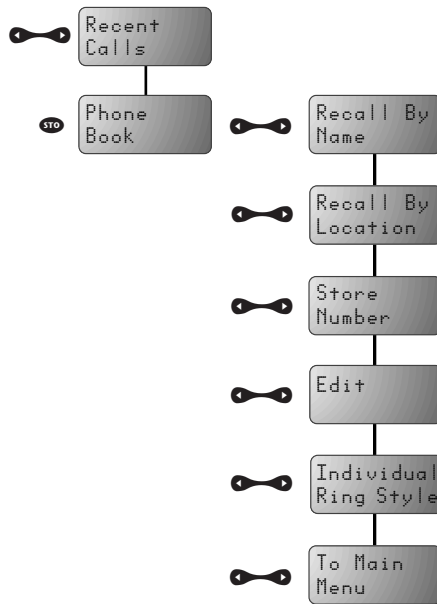 Recent
Calls
STO
Phone
Book
Recall By
Name
Recall By
Location
Store
Number
Edit
Individual
Ring Style
To Main
Menu